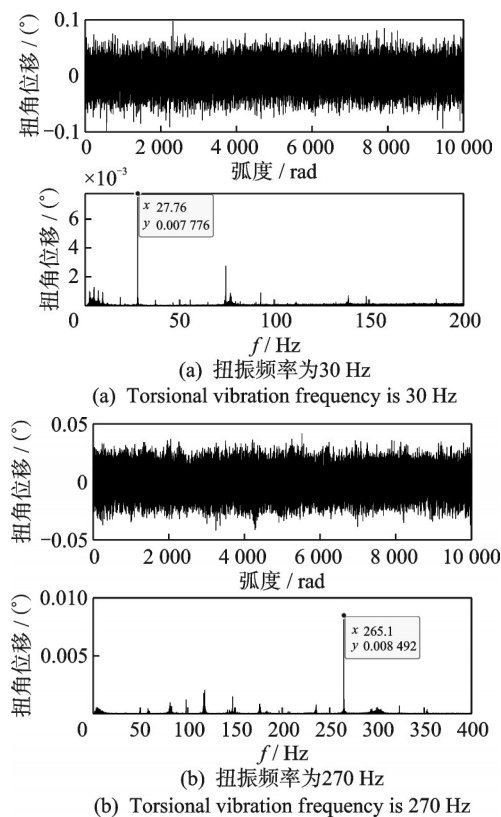 0.1
0
−0.1
扭角位移 / (°)
0 2 000 4 000 6 000 8 000 10 000
弧度 / rad
×10⁻³
6
4
2
扭角位移 / (°)
x 27.76
y 0.007 776
50 100 150 200
f / Hz
(a) 扭振频率为30 Hz
(a) Torsional vibration frequency is 30 Hz
0.05
0
−0.05
扭角位移 / (°)
0 2 000 4 000 6 000 8 000 10 000
弧度 / rad
0.010
0.005
扭角位移 / (°)
x 265.1
y 0.008 492
0 50 100 150 200 250 300 350 400
f / Hz
(b) 扭振频率为270 Hz
(b) Torsional vibration frequency is 270 Hz